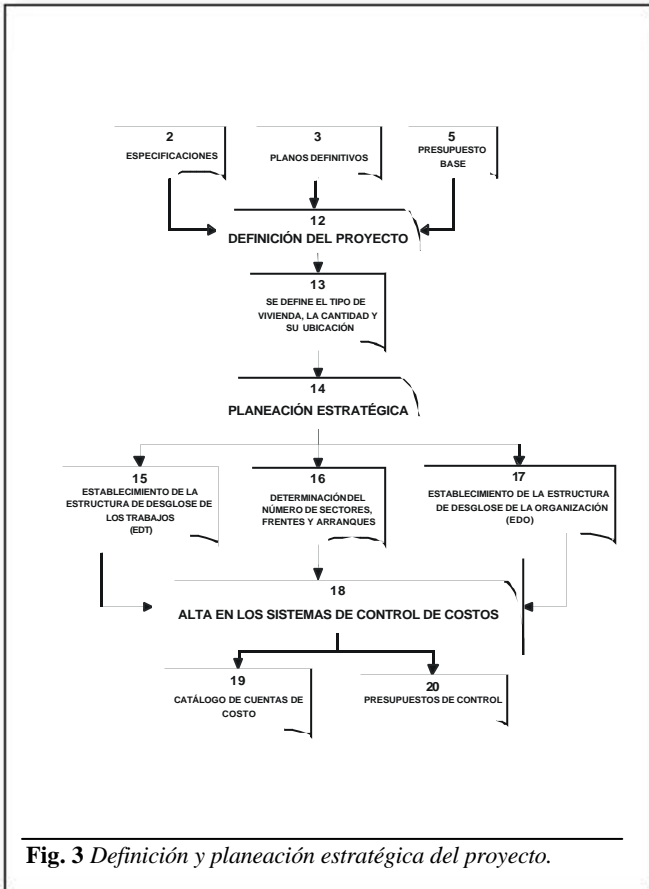 2
ESPECIFICACIONES
3
PLANOS DEFINITIVOS
5
PRESUPUESTO
BASE
12
DEFINICIÓN DEL PROYECTO
13
SE DEFINE EL TIPO DE
VIVIENDA, LA CANTIDAD Y
SU UBICACIÓN
14
PLANEACIÓN ESTRATÉGICA
15
ESTABLECIMIENTO DE LA
ESTRUCTURA DE DESGLOSE DE
LOS TRABAJOS
(EDT)
16
DETERMINACIÓN DEL
NÚMERO DE SECTORES,
FRENTES Y ARRANQUES
17
ESTABLECIMIENTO DE LA ESTRUCTURA
DE DESGLOSE DE LA ORGANIZACIÓN
(EDO)
18
ALTA EN LOS SISTEMAS DE CONTROL DE COSTOS
19
CATÁLOGO DE CUENTAS DE
COSTO
20
PRESUPUESTOS DE CONTROL
Fig. 3 Definición y planeación estratégica del proyecto.